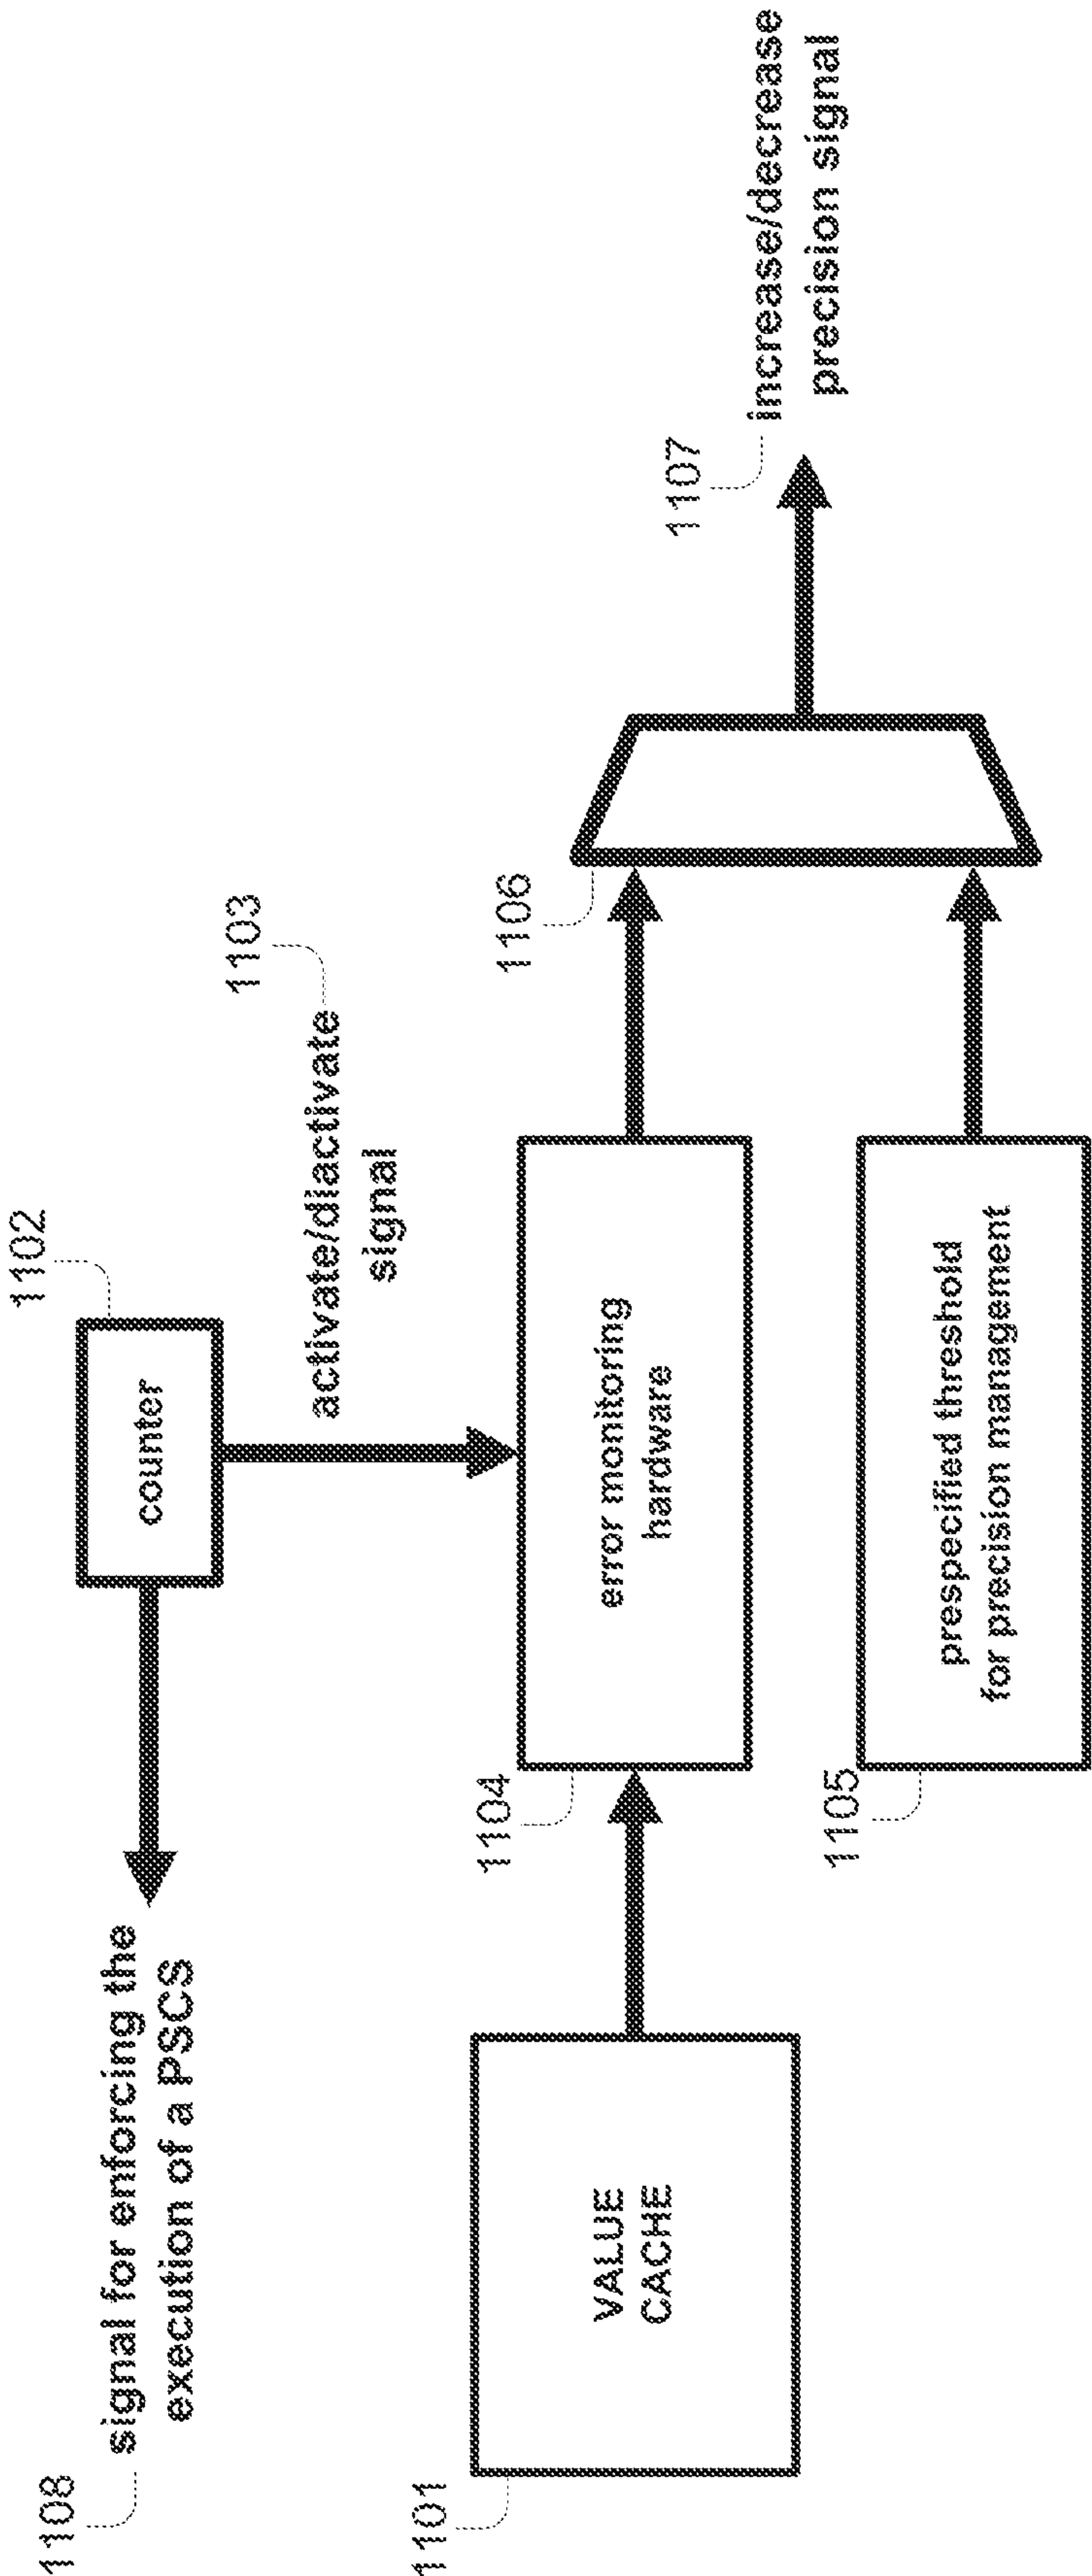 1108
signal for enforcing the
execution of a PSCS
1102
counter
1103
activate/diactivate
signal
1101
VALUE
CACHE
1104
error monitoring
hardware
1106
1107
increase/decrease
precision signal
1105
prespecified threshold
for precision management